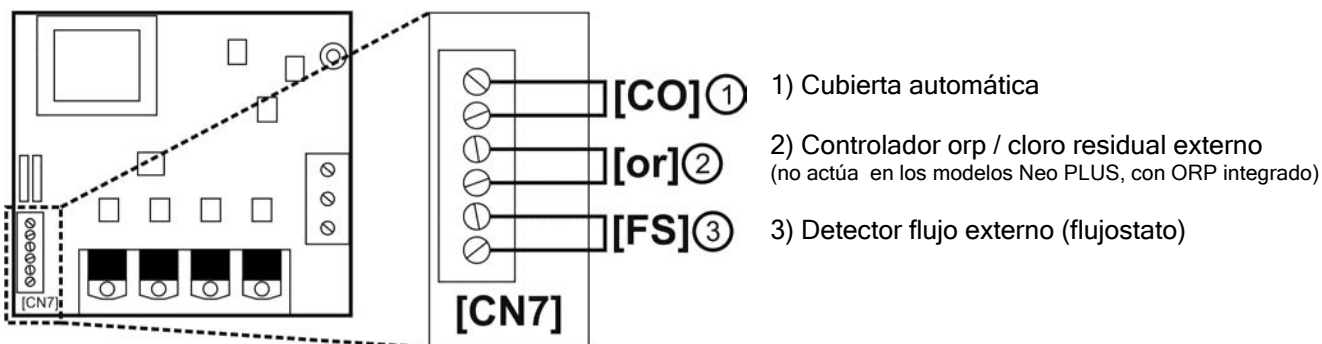 [CO] 1
1) Cubierta automática
[or] 2
2) Controlador orp / cloro residual externo
(no actúa en los modelos Neo PLUS, con ORP integrado)
[FS] 3
3) Detector flujo externo (flujostato)
[CN7]
[CN7]